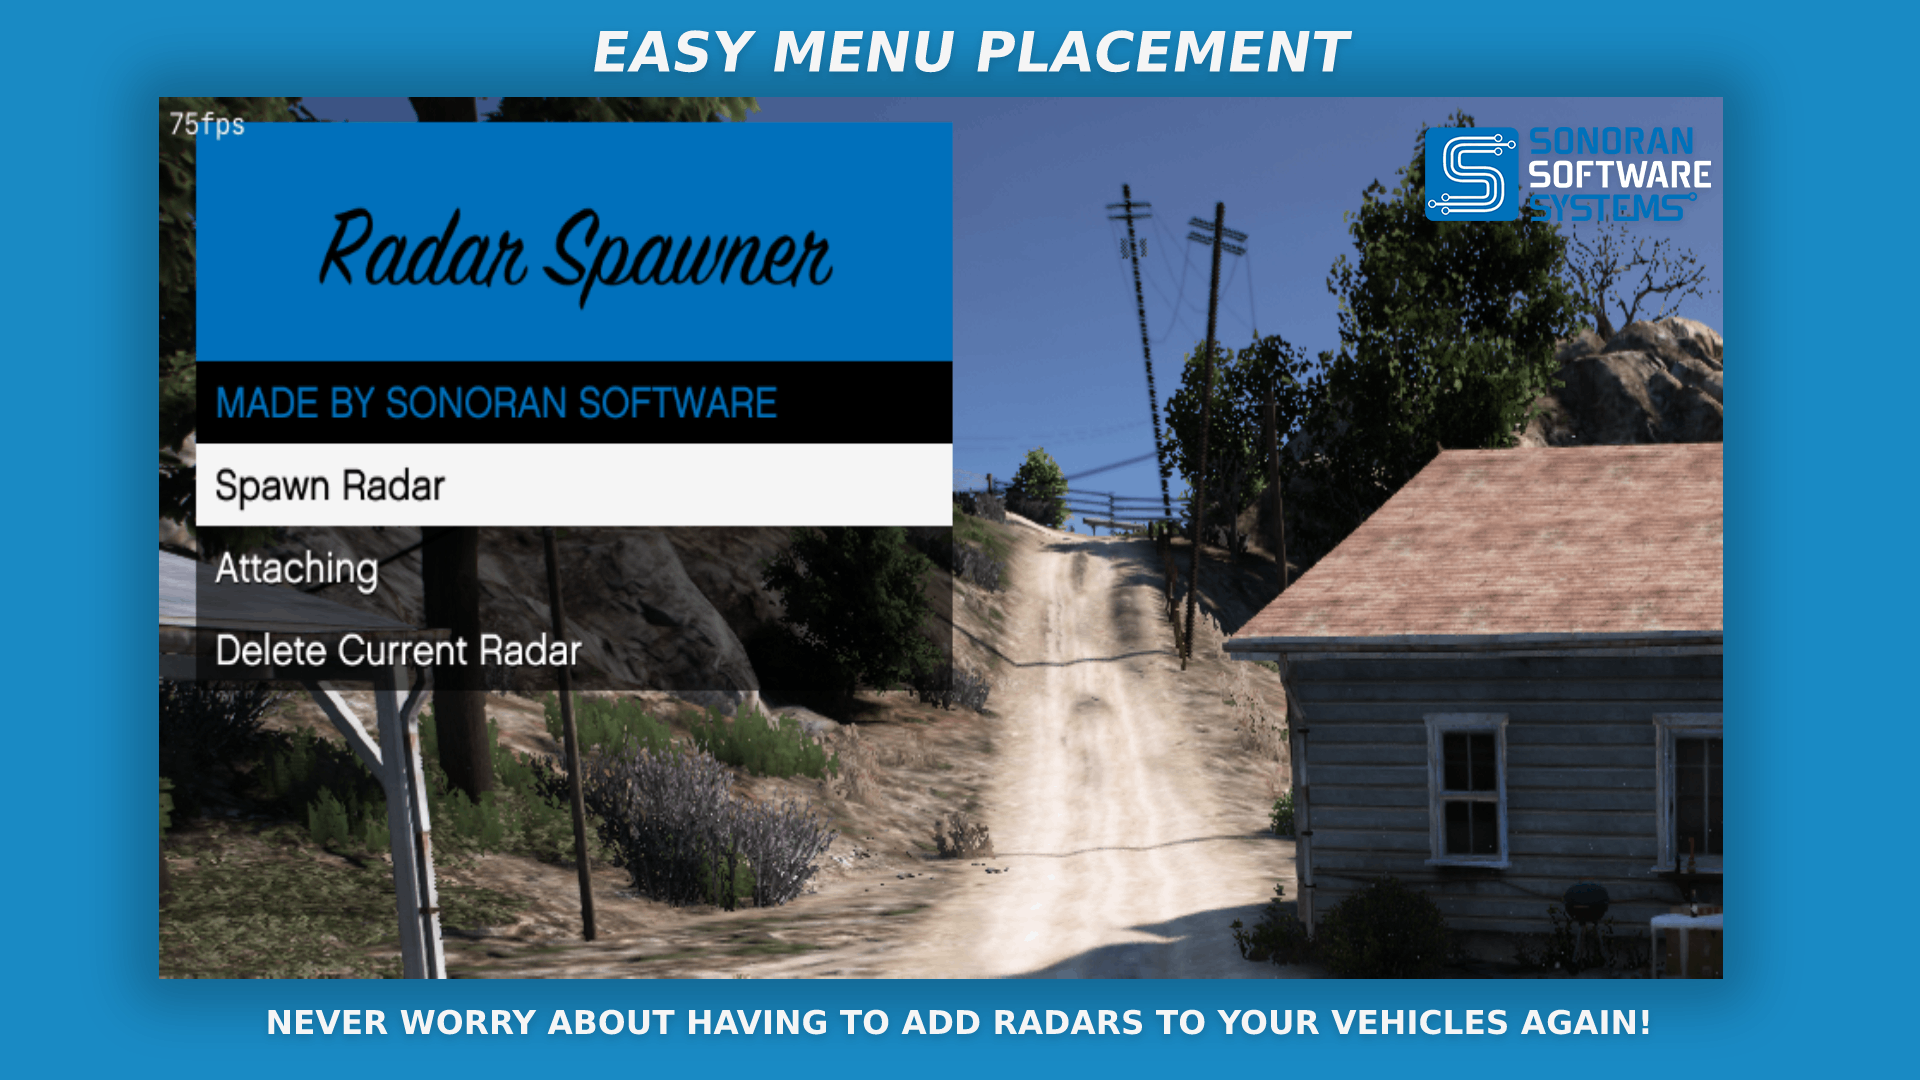 EASY MENU PLACEMENT
75fps
SONORAN
SOFTWARE
SYSTEMS
Radar Spawner
MADE BY SONORAN SOFTWARE
Spawn Radar
Attaching
Delete Current Radar
NEVER WORRY ABOUT HAVING TO ADD RADARS TO YOUR VEHICLES AGAIN!